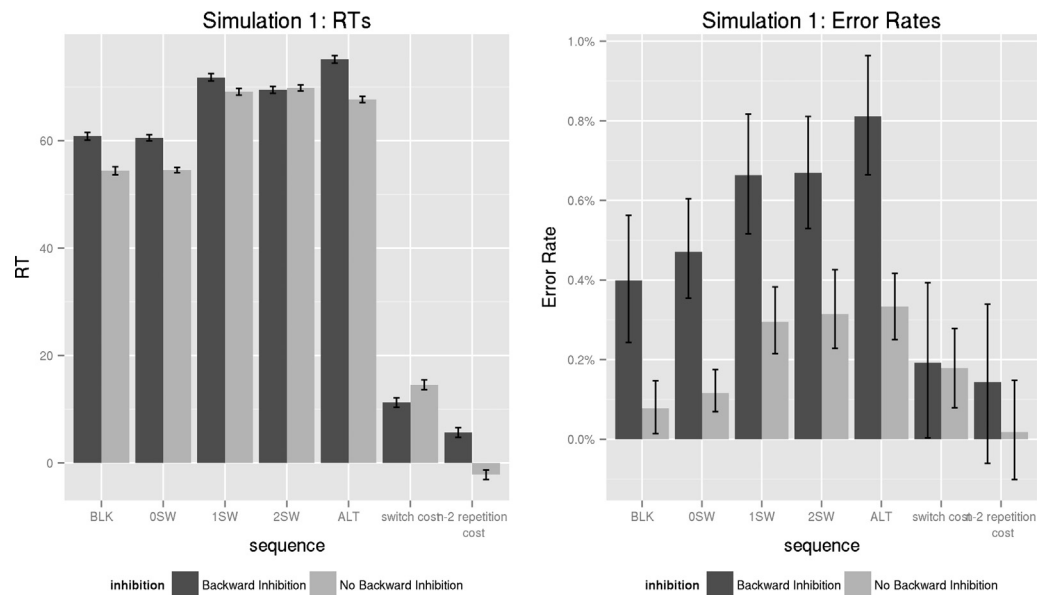 Simulation 1: RTs
60
40
20
0
RT
BLK 0SW 1SW 2SW ALT switch cost n-2 repetition
cost
sequence
inhibition Backward Inhibition No Backward Inhibition
Simulation 1: Error Rates
1.0%
0.8%
0.6%
0.4%
0.2%
0.0%
Error Rate
BLK 0SW 1SW 2SW ALT switch cost n-2 repetition
cost
sequence
inhibition Backward Inhibition No Backward Inhibition